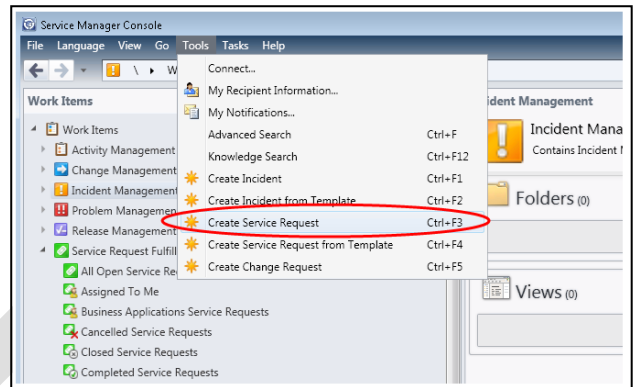 Service Manager Console
File Language View Go Tools Tasks Help
\ W
Connect...
My Recipient Information...
My Notifications...
Advanced Search Ctrl+F
Knowledge Search Ctrl+F12
Create Incident Ctrl+F1
Create Incident from Template Ctrl+F2
Create Service Request Ctrl+F3
Create Service Request from Template Ctrl+F4
Create Change Request Ctrl+F5
Work Items
Work Items
Activity Management
Change Management
Incident Management
Problem Managemen
Release Management
Service Request Fulfill
All Open Service Re
Assigned To Me
Business Applications Service Requests
Cancelled Service Requests
Closed Service Requests
Completed Service Requests
ident Management
Incident Mana
Contains Incident M
Folders (0)
Views (0)